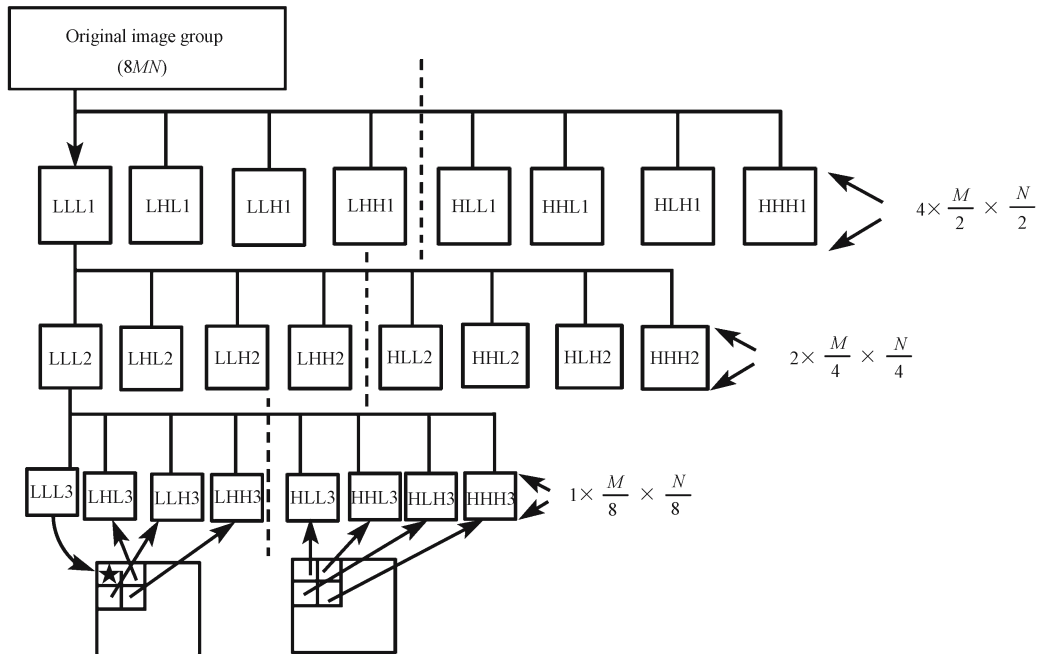 Original image group
(8MN)
LLL1 LHL1 LLH1 LHH1 HLL1 HHL1 HLH1 HHH1
4× M/2 × N/2
LLL2 LHL2 LLH2 LHH2 HLL2 HHL2 HLH2 HHH2
2× M/4 × N/4
LLL3 LHL3 LLH3 LHH3 HLL3 HHL3 HLH3 HHH3
1× M/8 × N/8